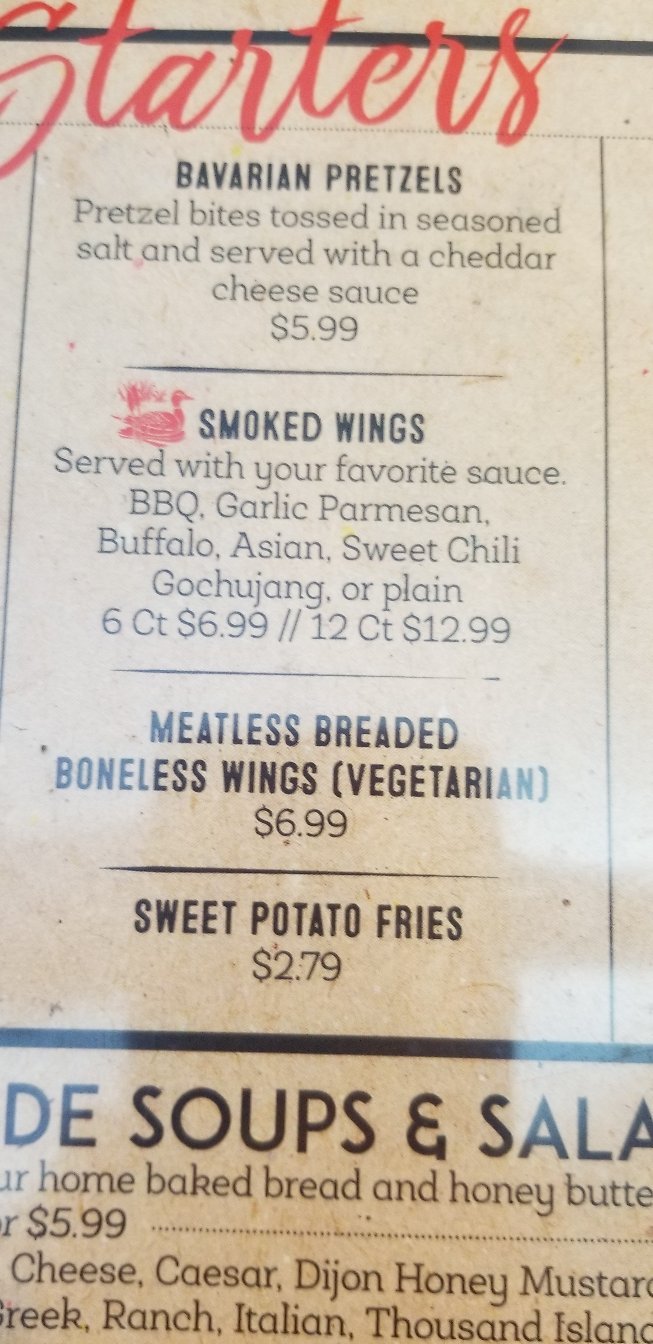 Starters
BAVARIAN PRETZELS
Pretzel bites tossed in seasoned
salt and served with a cheddar
cheese sauce
$5.99
SMOKED WINGS
Served with your favorite sauce.
BBQ, Garlic Parmesan,
Buffalo, Asian, Sweet Chili
Gochujang, or plain
6 Ct $6.99 // 12 Ct $12.99
MEATLESS BREADED
BONELESS WINGS (VEGETARIAN)
$6.99
SWEET POTATO FRIES
$2.79
DE SOUPS & SALA
ur home baked bread and honey butte
or $5.99
Cheese, Caesar, Dijon Honey Mustard
Greek, Ranch, Italian, Thousand Island